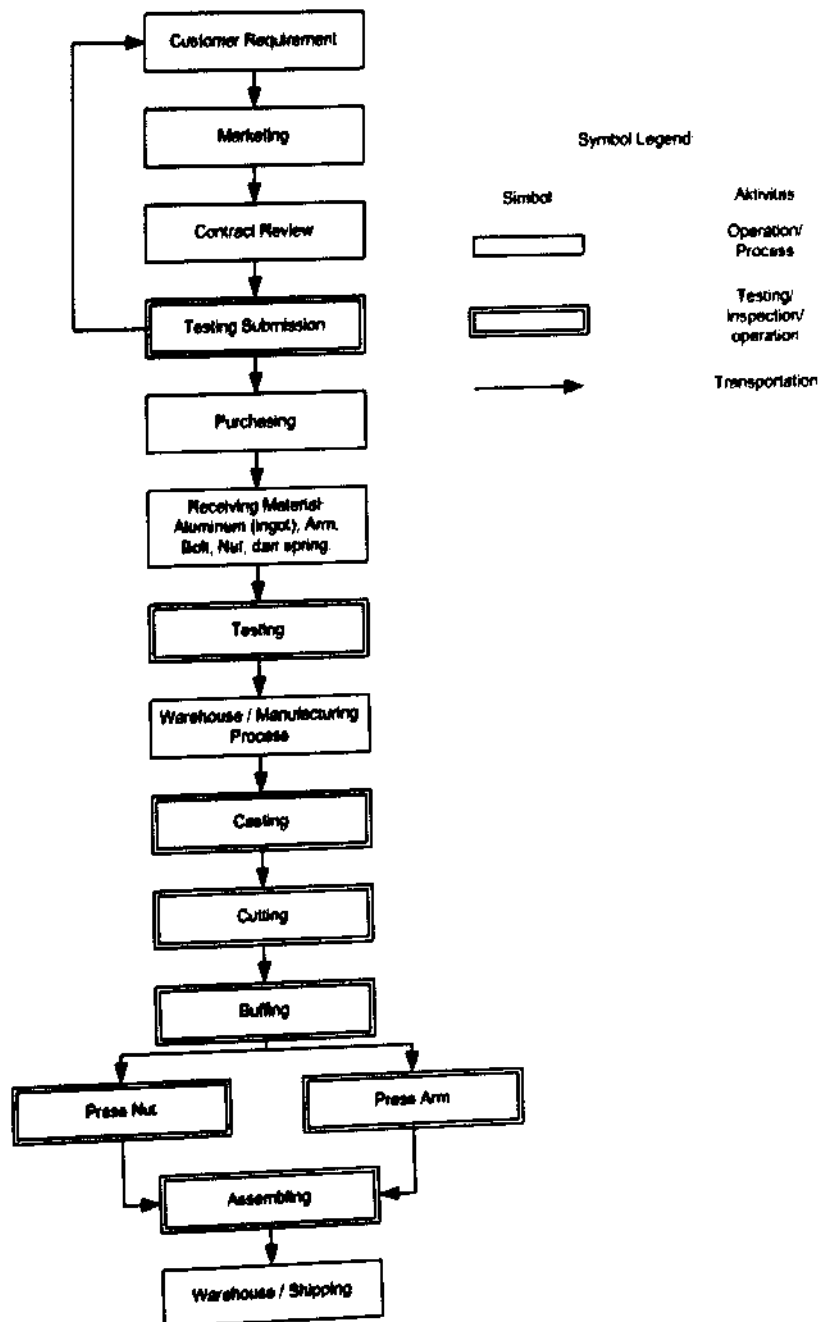 Customer Requirement
Marketing
Symbol Legend
Simbol
Aktivitas
Contract Review
Operation/
Process
Testing Submission
Testing/
Inspection/
operation
Transportation
Purchasing
Receiving Material
Aluminum (ingot), Arm,
Bolt, Nut, dan spring.
Testing
Warehouse / Manufacturing
Process
Casting
Cutting
Buffing
Press Nut
Press Arm
Assembling
Warehouse / Shipping